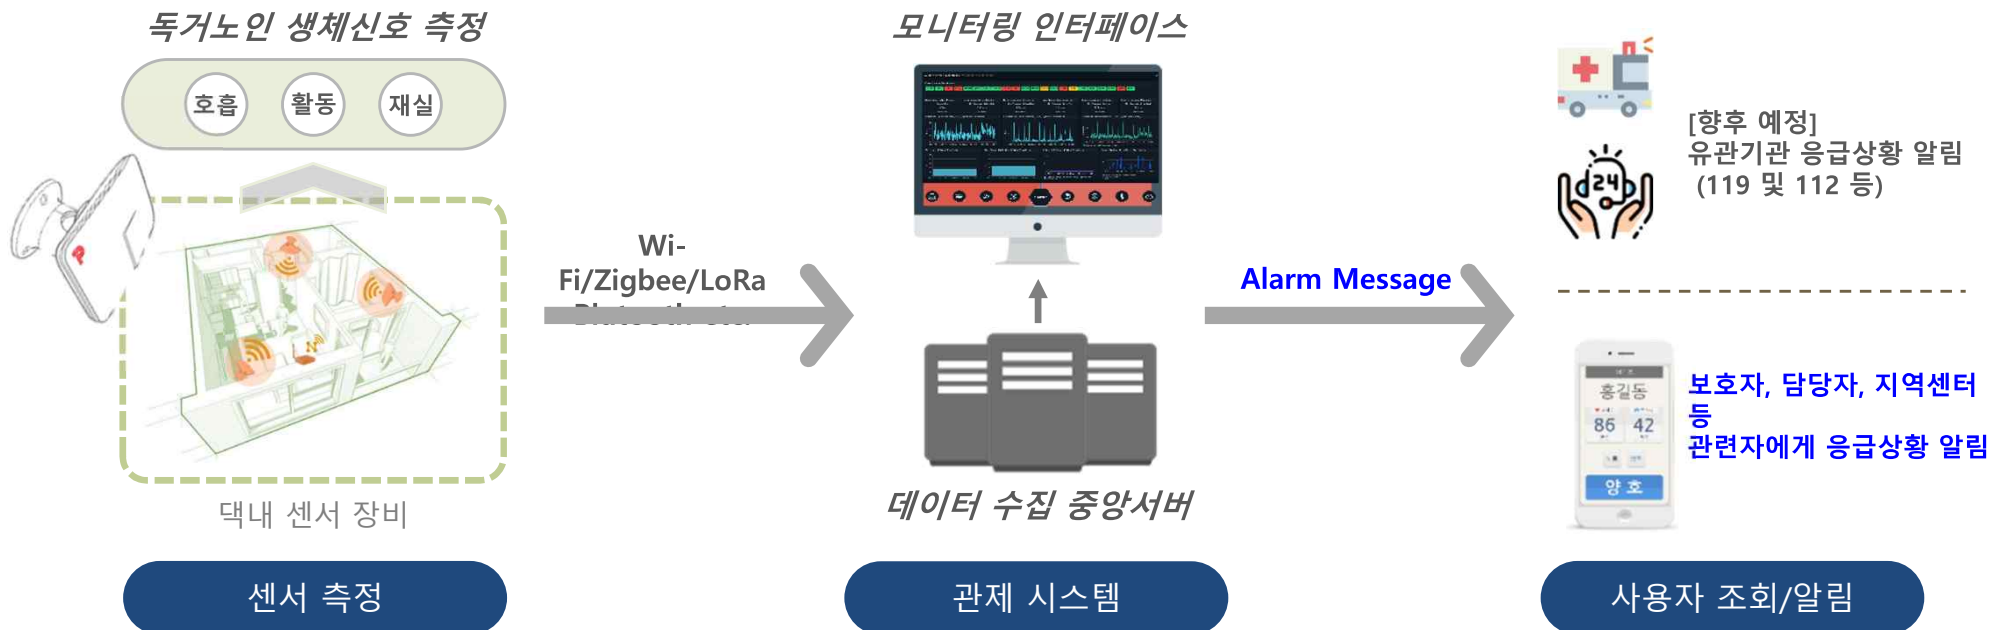 독거노인 생체신호 측정
호흡
활동
재실
댁내 센서 장비
센서 측정
Wi-
Fi/Zigbee/LoRa
모니터링 인터페이스
데이터 수집 중앙서버
관제 시스템
Alarm Message
24
[향후 예정]
유관기관 응급상황 알림
(119 및 112 등)
홍길동
86 42
양호
보호자, 담당자, 지역센터
등
관련자에게 응급상황 알림
사용자 조회/알림